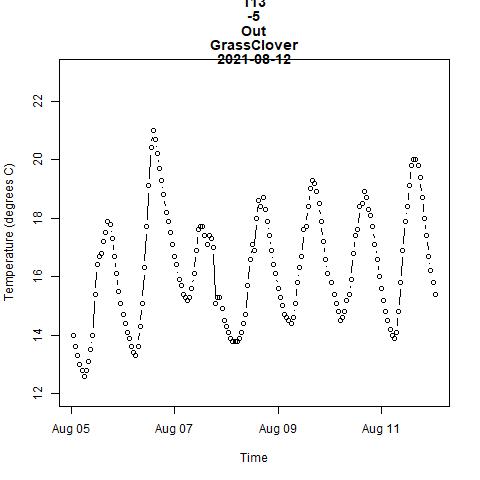 T13
-5
Out
GrassClover
2021-08-12
Temperature (degrees C)
22
20
18
16
14
12
Aug 05 Aug 07 Aug 09 Aug 11
Time